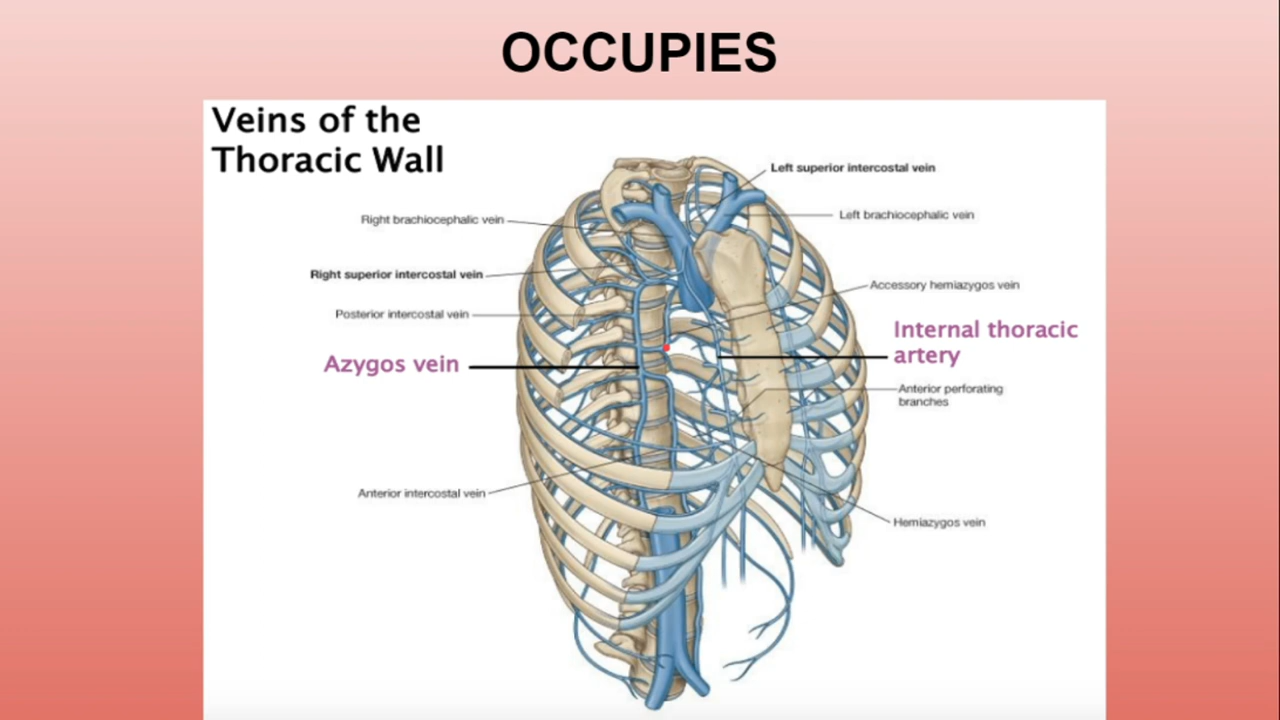 OCCUPIES
Veins of the
Thoracic Wall
Left superior intercostal vein
Right brachiocephalic vein
Left brachiocephalic vein
Right superior intercostal vein
Accessory hemiazygos vein
Posterior intercostal vein
Internal thoracic
artery
Azygos vein
Anterior perforating
branches
Anterior intercostal vein
Hemiazygos vein